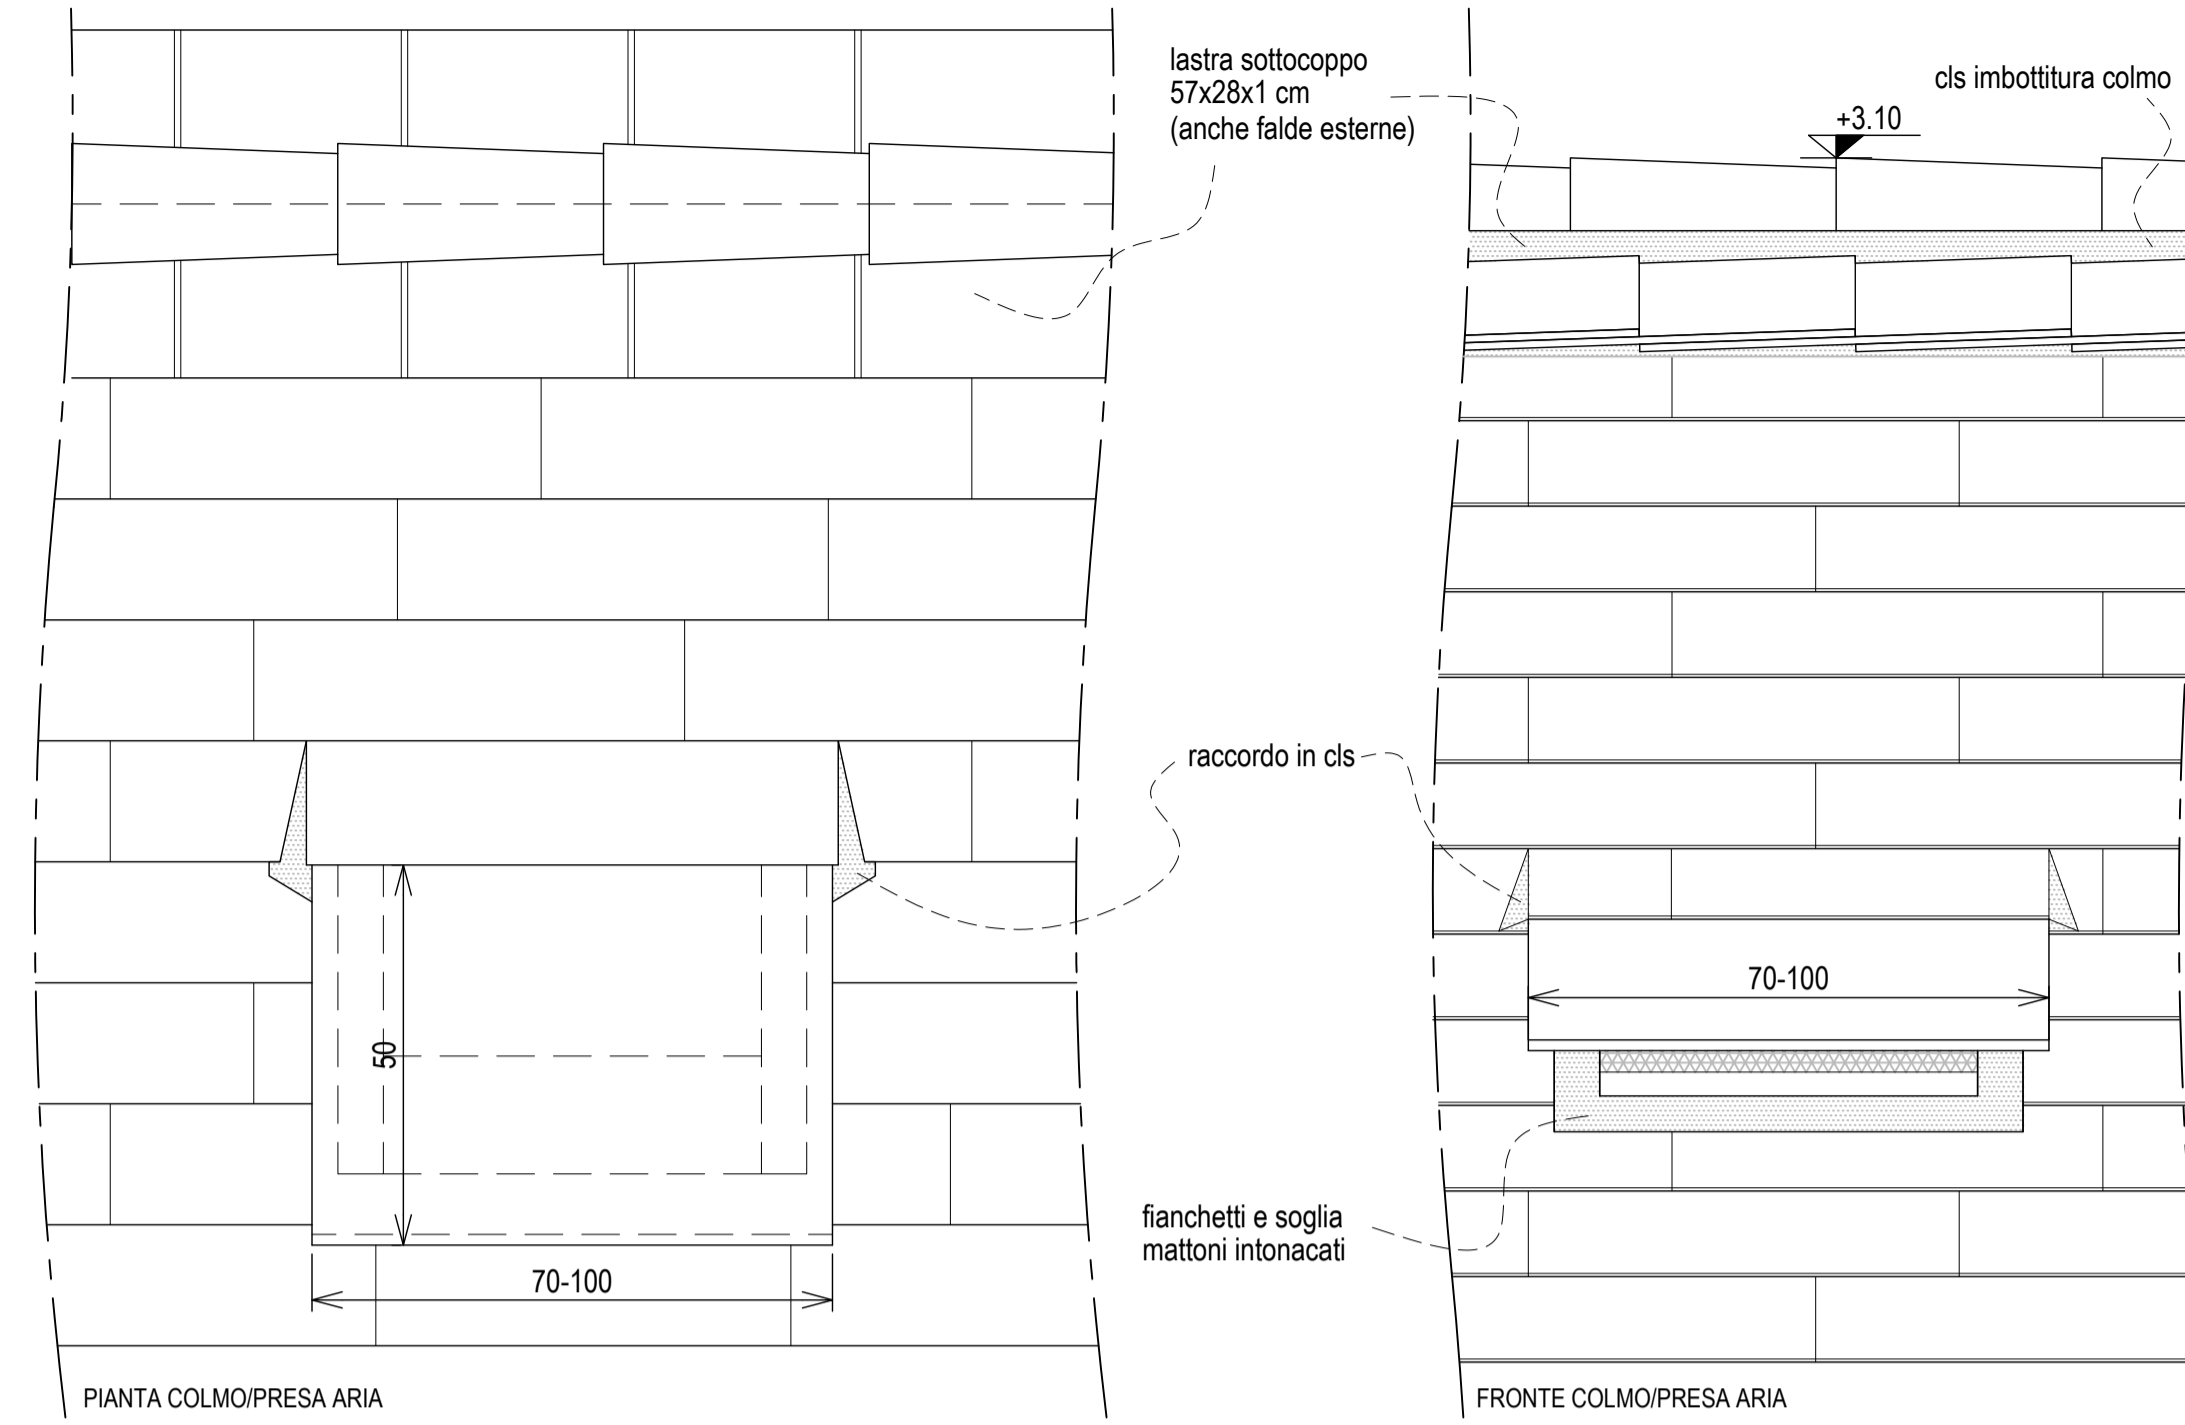 lastra sottocoppo
57x28x1 cm
(anche falde esterne)
cls imbottitura colmo
+3.10
raccordo in cls
50
70-100
70-100
fianchetti e soglia
mattoni intonacati
PIANTA COLMO/PRESA ARIA
FRONTE COLMO/PRESA ARIA